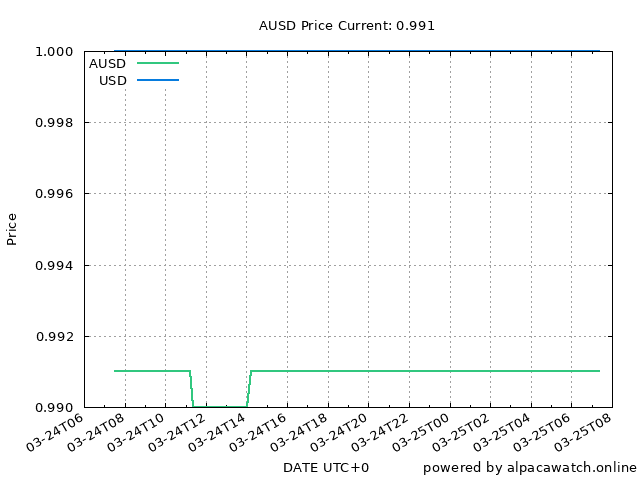 AUSD Price Current: 0.991
1.000
AUSD
USD
0.998
0.996
Price
0.994
0.992
0.990
03-24T06
03-24T08
03-24T10
03-24T12
03-24T14
03-24T16
03-24T18
03-24T20
03-24T22
03-25T00
03-25T02
03-25T04
03-25T06
03-25T08
DATE UTC+0
powered by alpacawatch.online